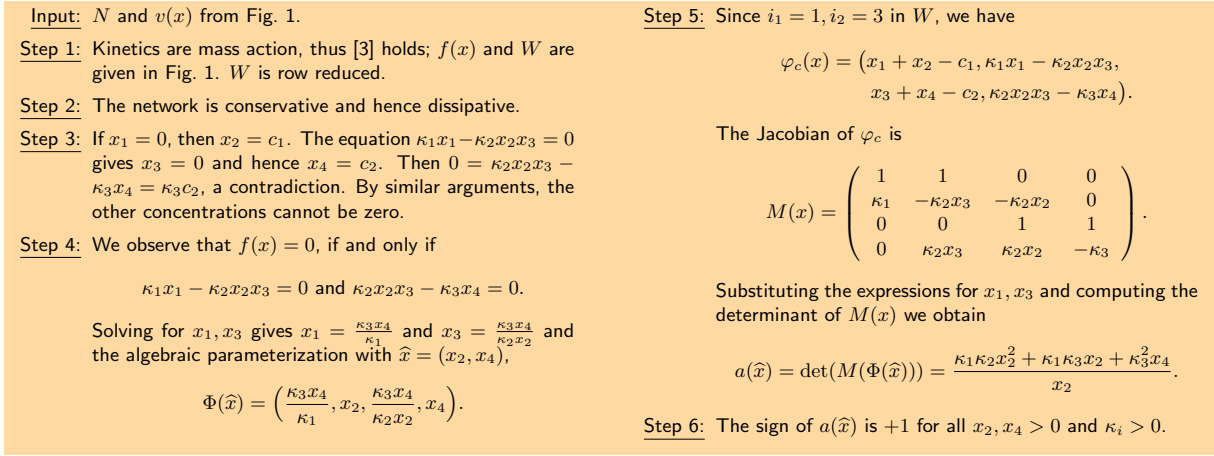 Input: N and v(x) from Fig. 1.
Step 1: Kinetics are mass action, thus [3] holds; f(x) and W are
given in Fig. 1. W is row reduced.
Step 2: The network is conservative and hence dissipative.
Step 3: If x₁ = 0, then x₂ = c₁. The equation κ₁x₁−κ₂x₂x₃ = 0
gives x₃ = 0 and hence x₄ = c₂. Then 0 = κ₂x₂x₃ −
κ₃x₄ = κ₃c₂, a contradiction. By similar arguments, the
other concentrations cannot be zero.
Step 4: We observe that f(x) = 0, if and only if
κ₁x₁ − κ₂x₂x₃ = 0 and κ₂x₂x₃ − κ₃x₄ = 0.
Solving for x₁, x₃ gives x₁ = κ₃x₄/κ₁ and x₃ = κ₃x₄/κ₂x₂ and
the algebraic parameterization with x̂ = (x₂, x₄),
Φ(x̂) = (κ₃x₄/κ₁, x₂, κ₃x₄/κ₂x₂, x₄).
Step 5: Since i₁ = 1, i₂ = 3 in W, we have
φ_c(x) = (x₁ + x₂ − c₁, κ₁x₁ − κ₂x₂x₃,
x₃ + x₄ − c₂, κ₂x₂x₃ − κ₃x₄).
The Jacobian of φ_c is
M(x) = ( 1 1 0 0
κ₁ −κ₂x₃ −κ₂x₂ 0
0 0 1 1
0 κ₂x₃ κ₂x₂ −κ₃ ).
Substituting the expressions for x₁, x₃ and computing the
determinant of M(x) we obtain
a(x̂) = det(M(Φ(x̂))) = (κ₁κ₂x₂² + κ₁κ₃x₂ + κ₃²x₄)/x₂.
Step 6: The sign of a(x̂) is +1 for all x₂, x₄ > 0 and κᵢ > 0.